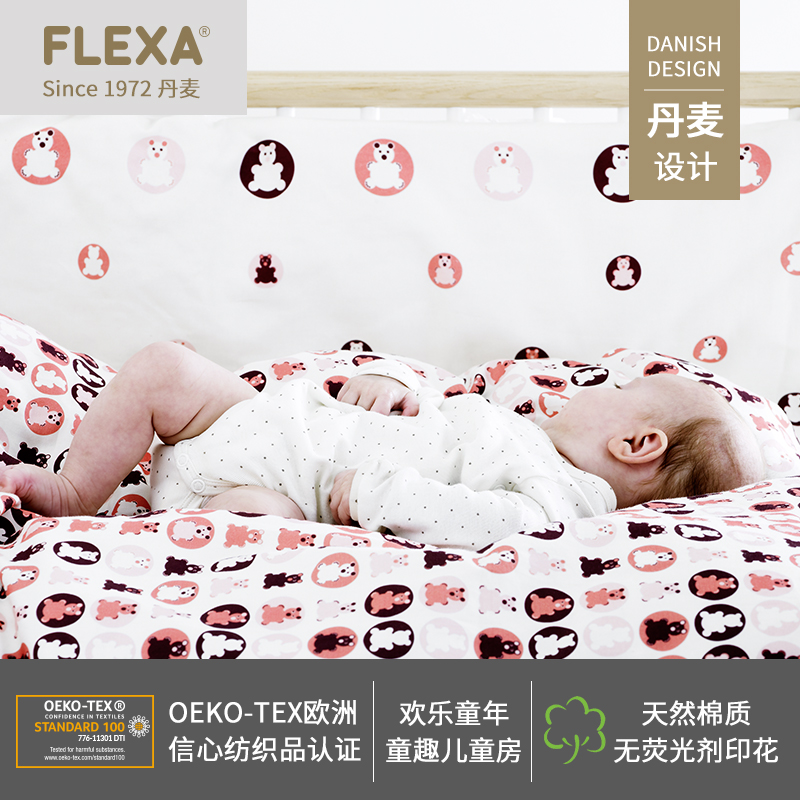 FLEXA®
Since 1972 丹麦
DANISH
DESIGN
丹麦
设计
OEKO-TEX®
CONFIDENCE IN TEXTILES
STANDARD 100
776-11301 DTI
Tested for harmful substances.
www.oeko-tex.com/standard100
OEKO-TEX欧洲
信心纺织品认证
欢乐童年
童趣儿童房
天然棉质
无荧光剂印花